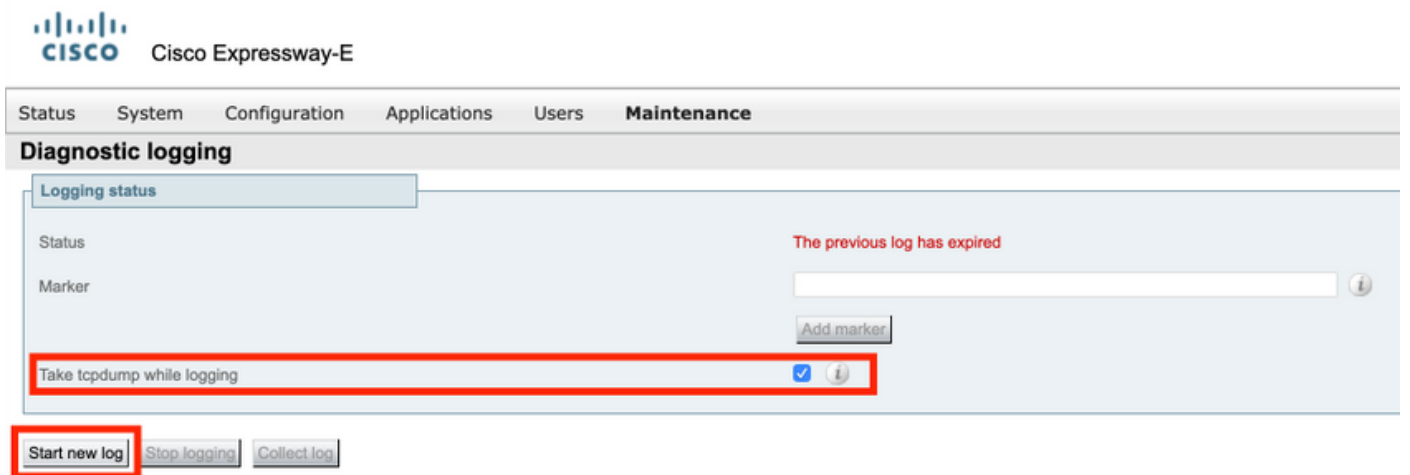 CISCO Cisco Expressway-E
Status System Configuration Applications Users Maintenance
Diagnostic logging
Logging status
Status The previous log has expired
Marker i
Add marker
Take tcpdump while logging i
Start new log Stop logging Collect log